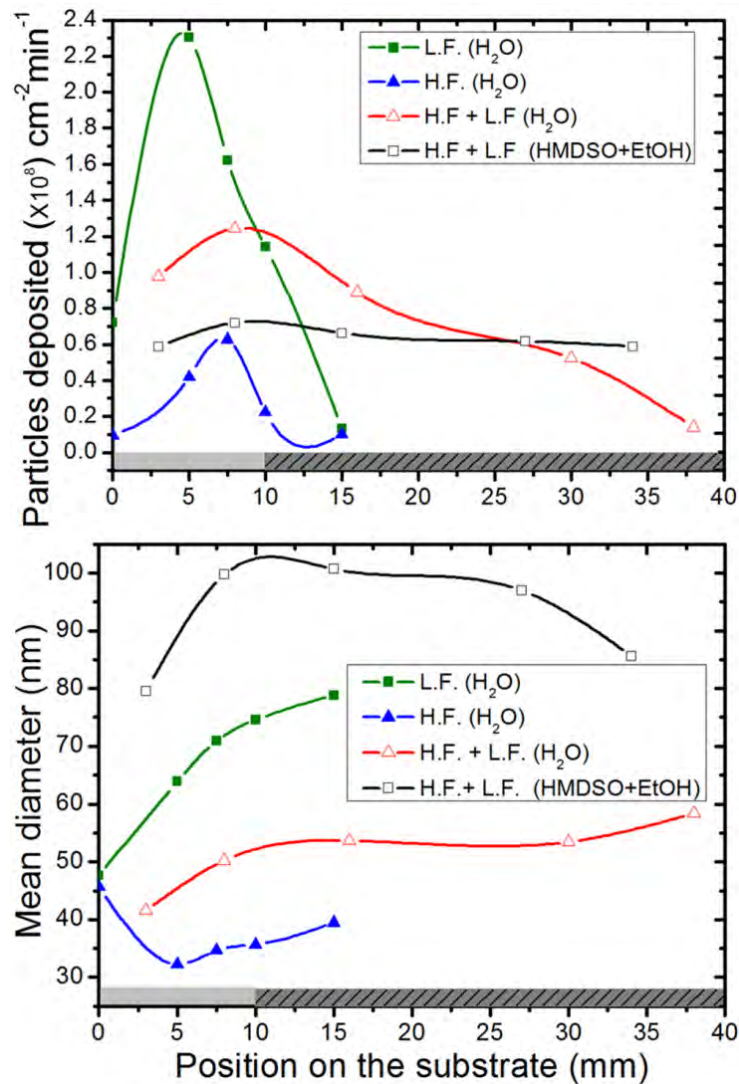 2.4
2.2
2.0
1.8
1.6
1.4
1.2
1.0
0.8
0.6
0.4
0.2
0.0
Particles deposited (x10⁸) cm⁻²min⁻¹
L.F. (H₂O)
H.F. (H₂O)
H.F + L.F (H₂O)
H.F + L.F (HMDSO+EtOH)
0 5 10 15 20 25 30 35 40
100
90
80
70
60
50
40
30
Mean diameter (nm)
L.F. (H₂O)
H.F. (H₂O)
H.F. + L.F. (H₂O)
H.F.+ L.F. (HMDSO+EtOH)
0 5 10 15 20 25 30 35 40
Position on the substrate (mm)